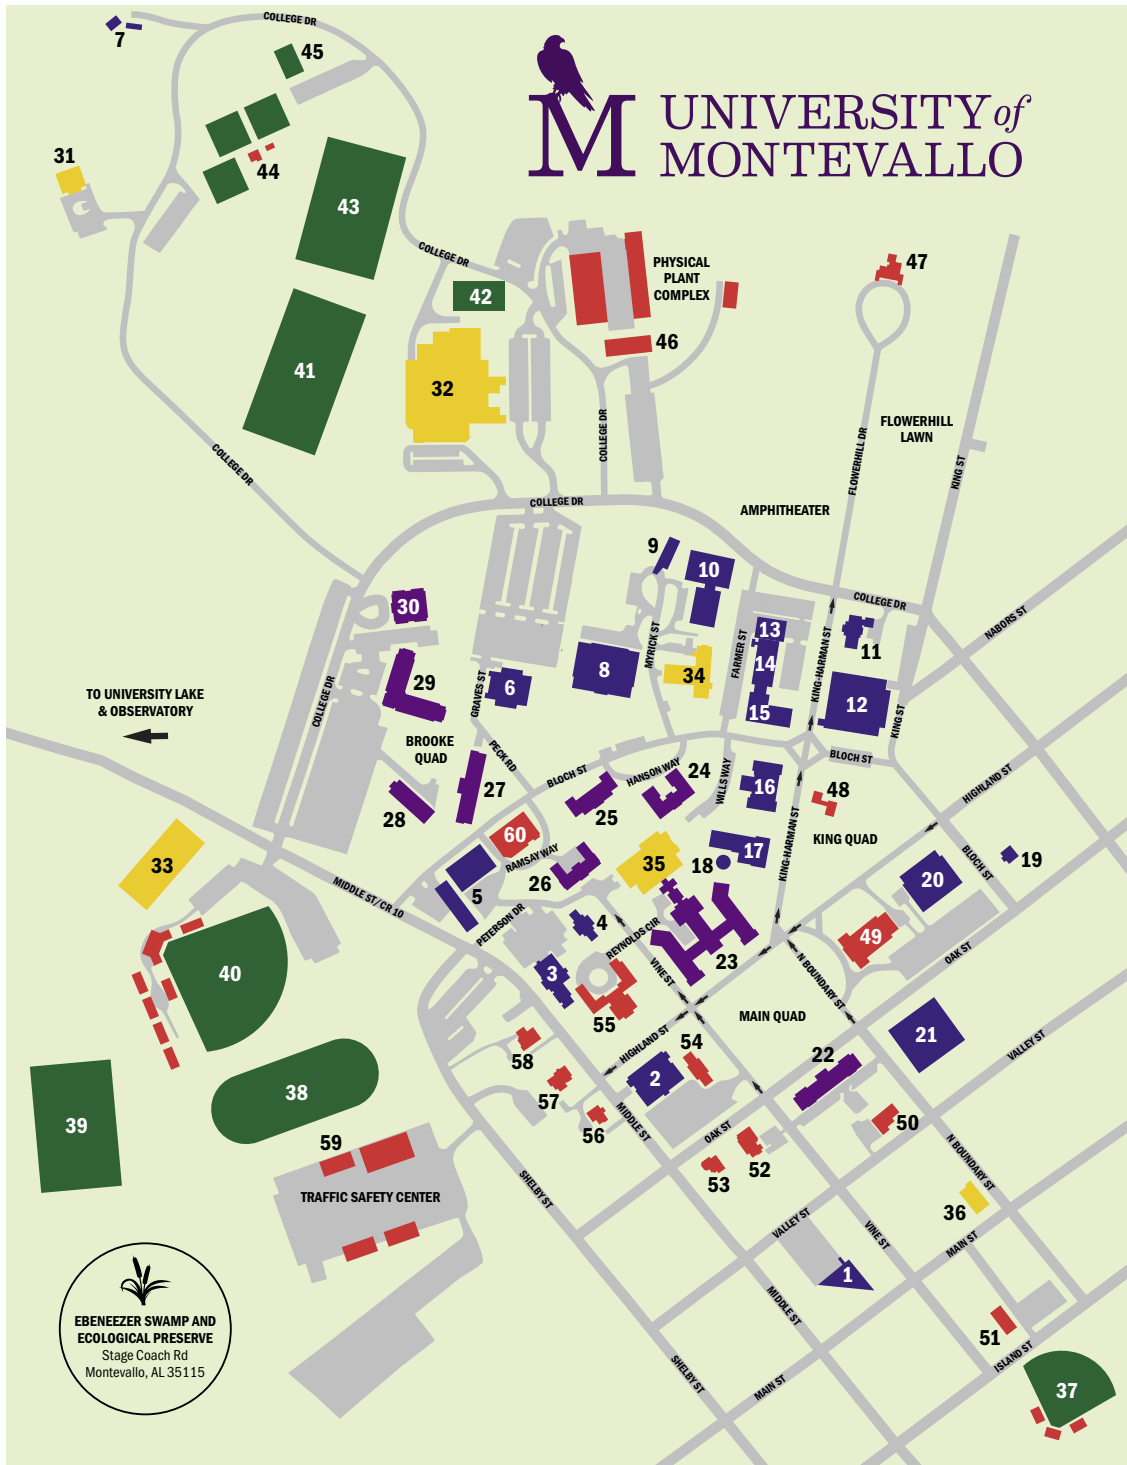 COLLEGE DR
7
45
UNIVERSITY of
MONTEVALLO
M
31
44
43
COLLEGE DR
PHYSICAL
PLANT
COMPLEX
47
42
46
41
32
COLLEGE DR
FLOWERHILL DR
FLOWERHILL
LAWN
KING ST
COLLEGE DR
COLLEGE DR
AMPHITHEATER
9
10
30
COLLEGE DR
NABORS ST
13
11
MYRICK ST
FARMER ST
KING-HARMAN ST
14
8
34
29
6
GRAVES ST
COLLEGE DR
TO UNIVERSITY LAKE
& OBSERVATORY
12
15
KING ST
BROOKE
QUAD
PECK RD
BLOCH ST
BLOCH ST
HANSON WAY
24
WILLS WAY
16
27
25
28
48
HIGHLAND ST
KING QUAD
KING-HARMAN ST
60
RAMSAY WAY
35
18
17
BLOCH ST
19
33
26
20
5
MIDDLE ST/CR 10
PETERSON DR
4
REYNOLDS CIR
49
OAK ST
23
40
3
VINE ST
N BOUNDARY ST
55
MAIN QUAD
21
HIGHLAND ST
54
VALLEY ST
58
22
2
38
57
39
56
MIDDLE ST
OAK ST
50
59
52
53
N BOUNDARY ST
TRAFFIC SAFETY CENTER
SHELBY ST
36
VALLEY ST
VINE ST
MAIN ST
1
MIDDLE ST
EBENEEZER SWAMP AND
ECOLOGICAL PRESERVE
Stage Coach Rd
Montevallo, AL 35115
51
ISLAND ST
SHELBY ST
MAIN ST
37